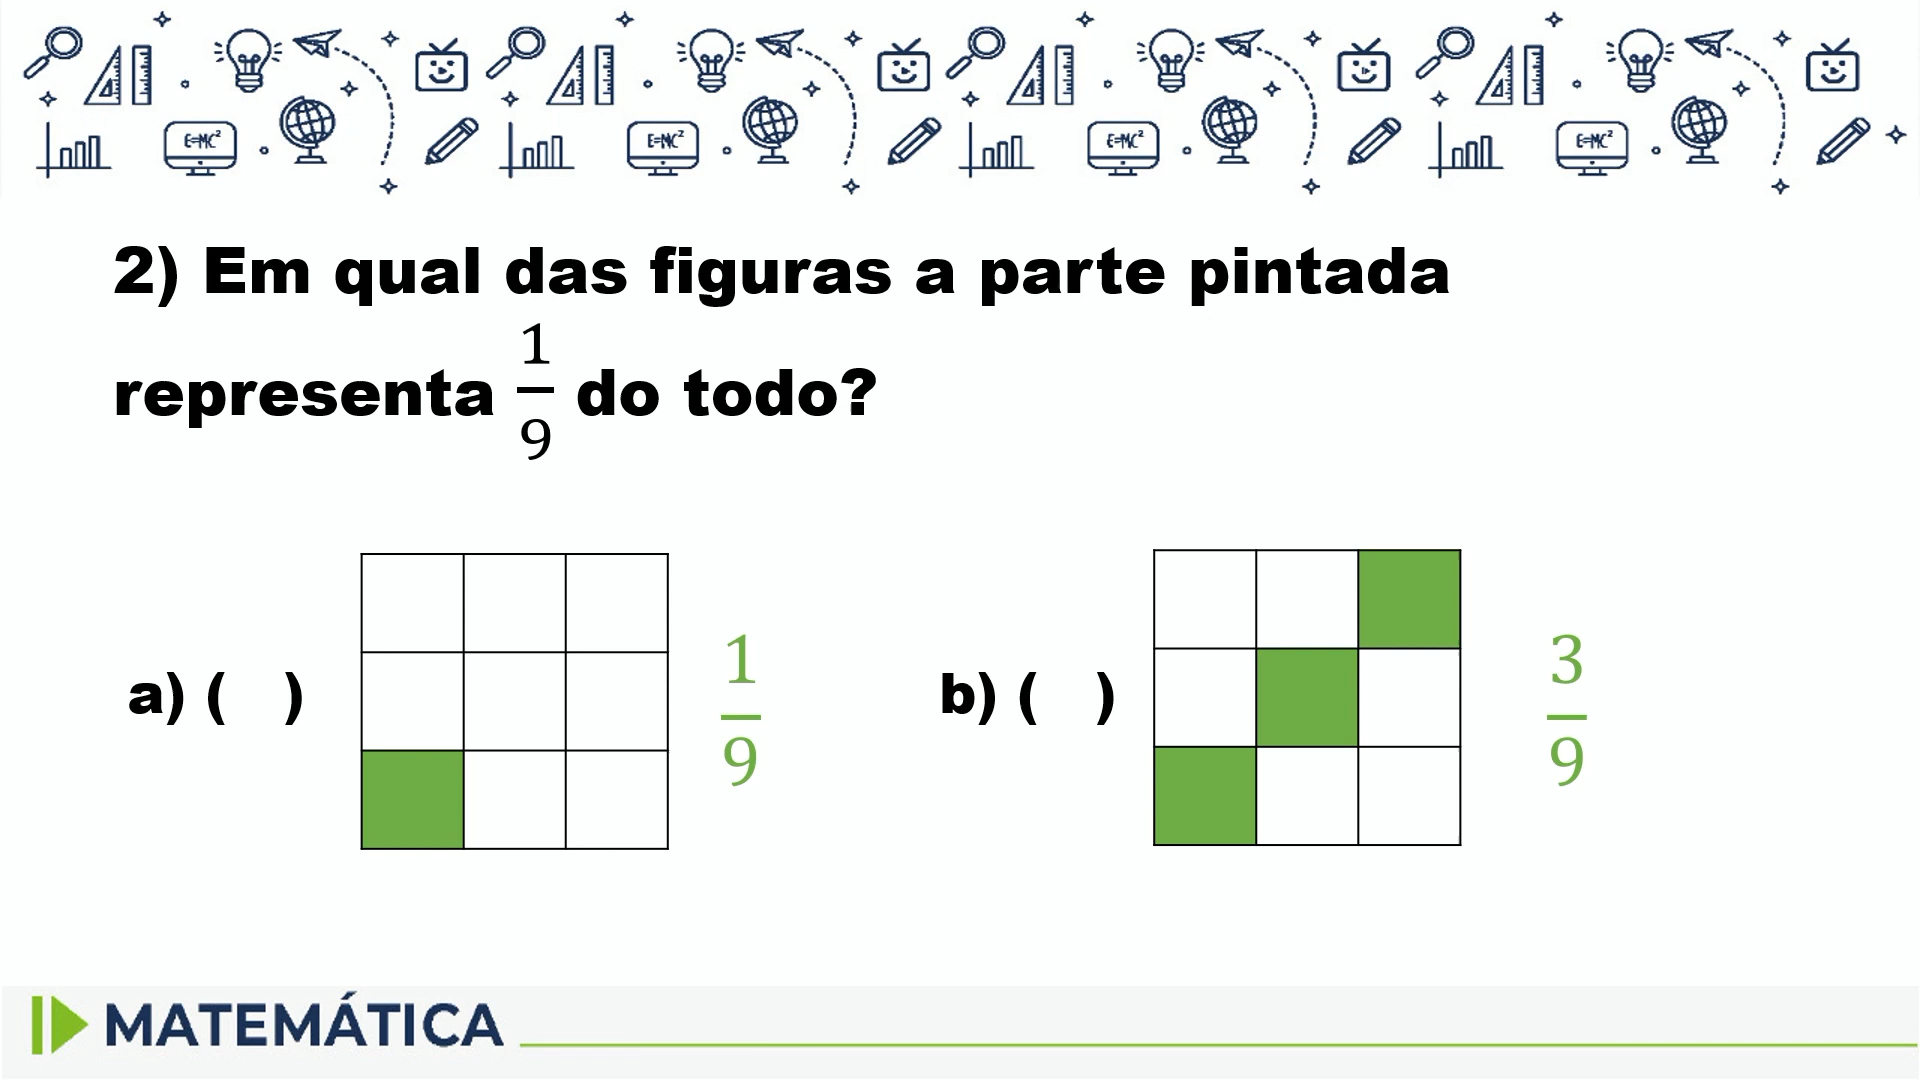 E=MC² E=MC² E=MC² E=MC²
2) Em qual das figuras a parte pintada
representa 1/9 do todo?
a) (   ) 1/9 b) (   ) 3/9
MATEMÁTICA